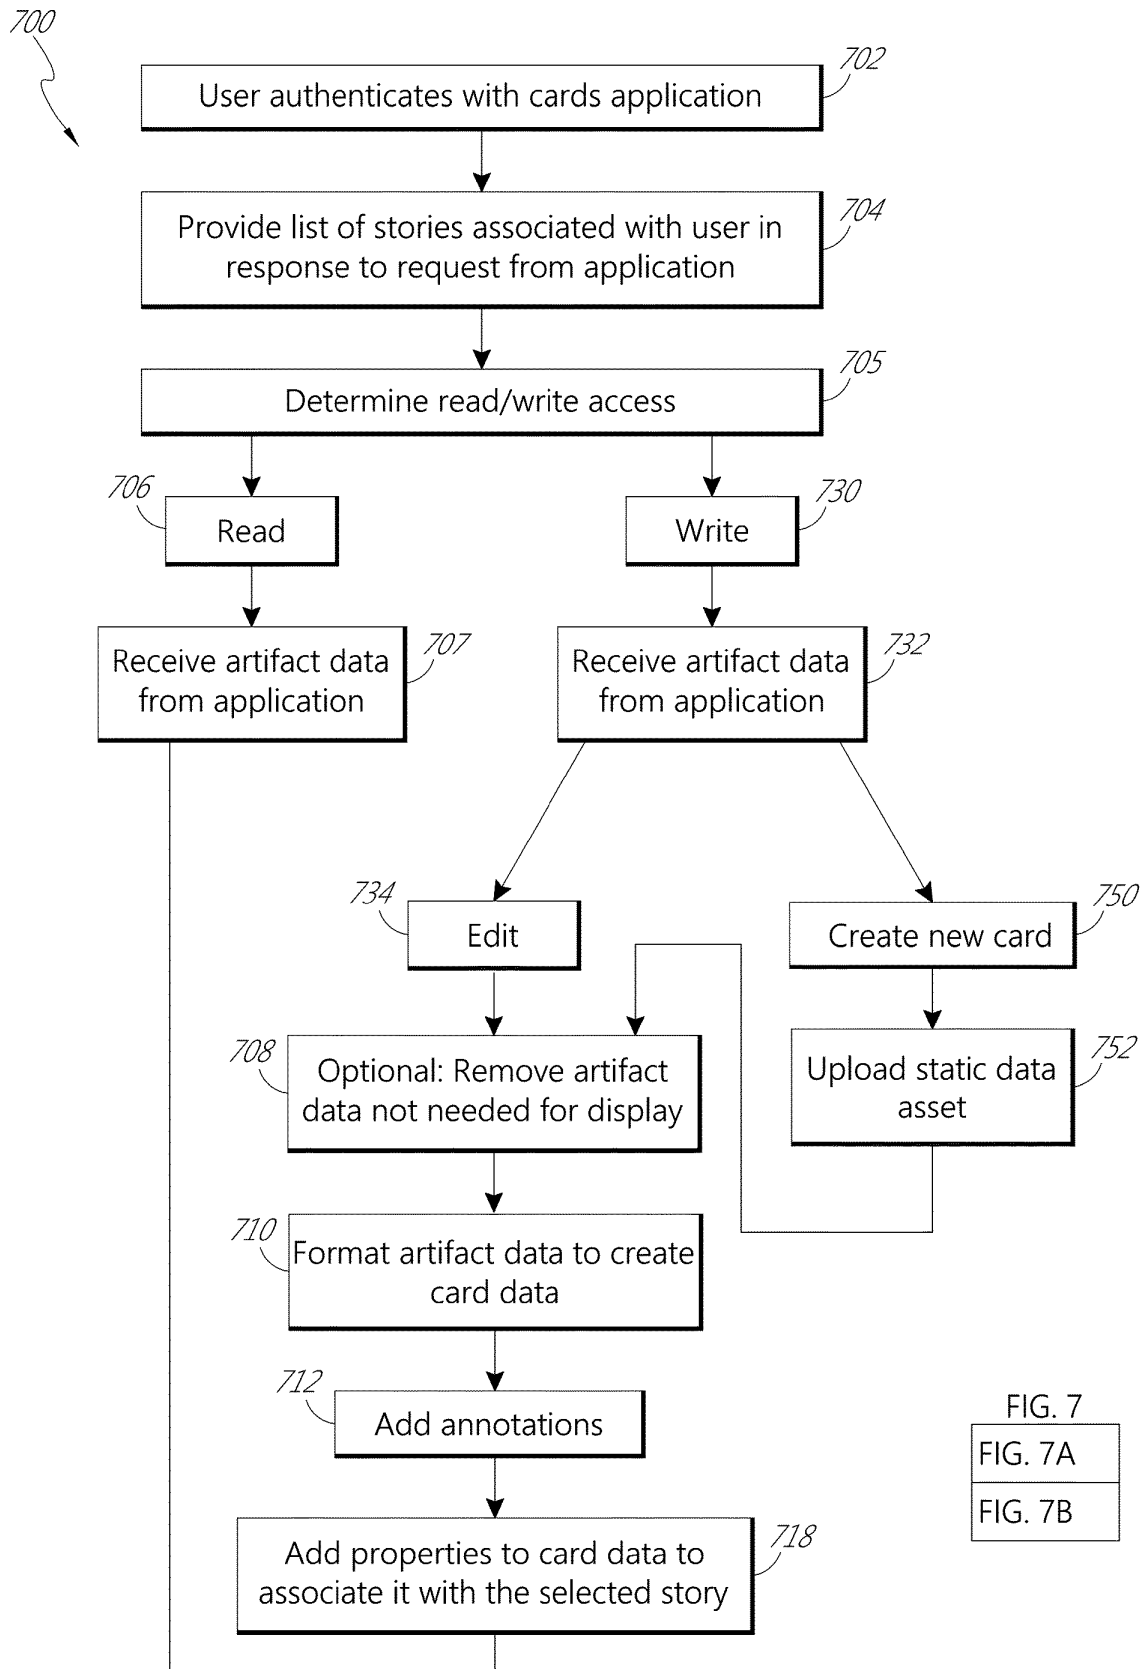 700
702
User authenticates with cards application
704
Provide list of stories associated with user in
response to request from application
705
Determine read/write access
706
Read
730
Write
707
Receive artifact data
from application
732
Receive artifact data
from application
734
Edit
750
Create new card
708
Optional: Remove artifact
data not needed for display
752
Upload static data
asset
710
Format artifact data to create
card data
712
Add annotations
FIG. 7
FIG. 7A
FIG. 7B
718
Add properties to card data to
associate it with the selected story